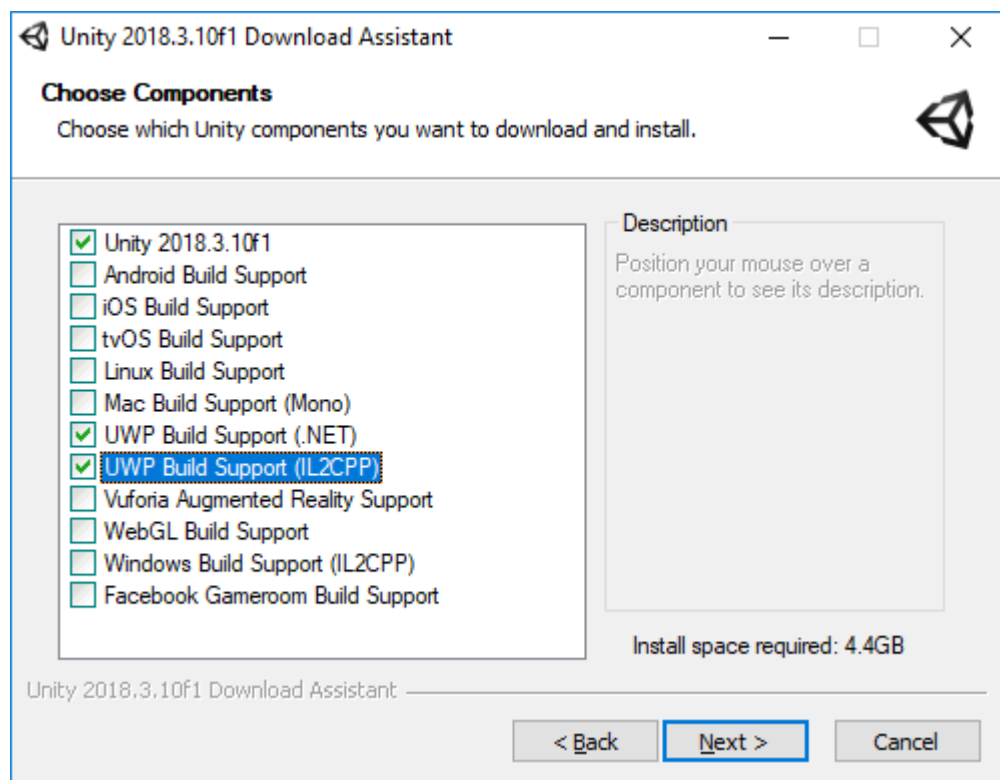 Unity 2018.3.10f1 Download Assistant
Choose Components
Choose which Unity components you want to download and install.
Unity 2018.3.10f1
Android Build Support
iOS Build Support
tvOS Build Support
Linux Build Support
Mac Build Support (Mono)
UWP Build Support (.NET)
UWP Build Support (IL2CPP)
Vuforia Augmented Reality Support
WebGL Build Support
Windows Build Support (IL2CPP)
Facebook Gameroom Build Support
Description
Position your mouse over a
component to see its description.
Install space required: 4.4GB
Unity 2018.3.10f1 Download Assistant
< Back
Next >
Cancel